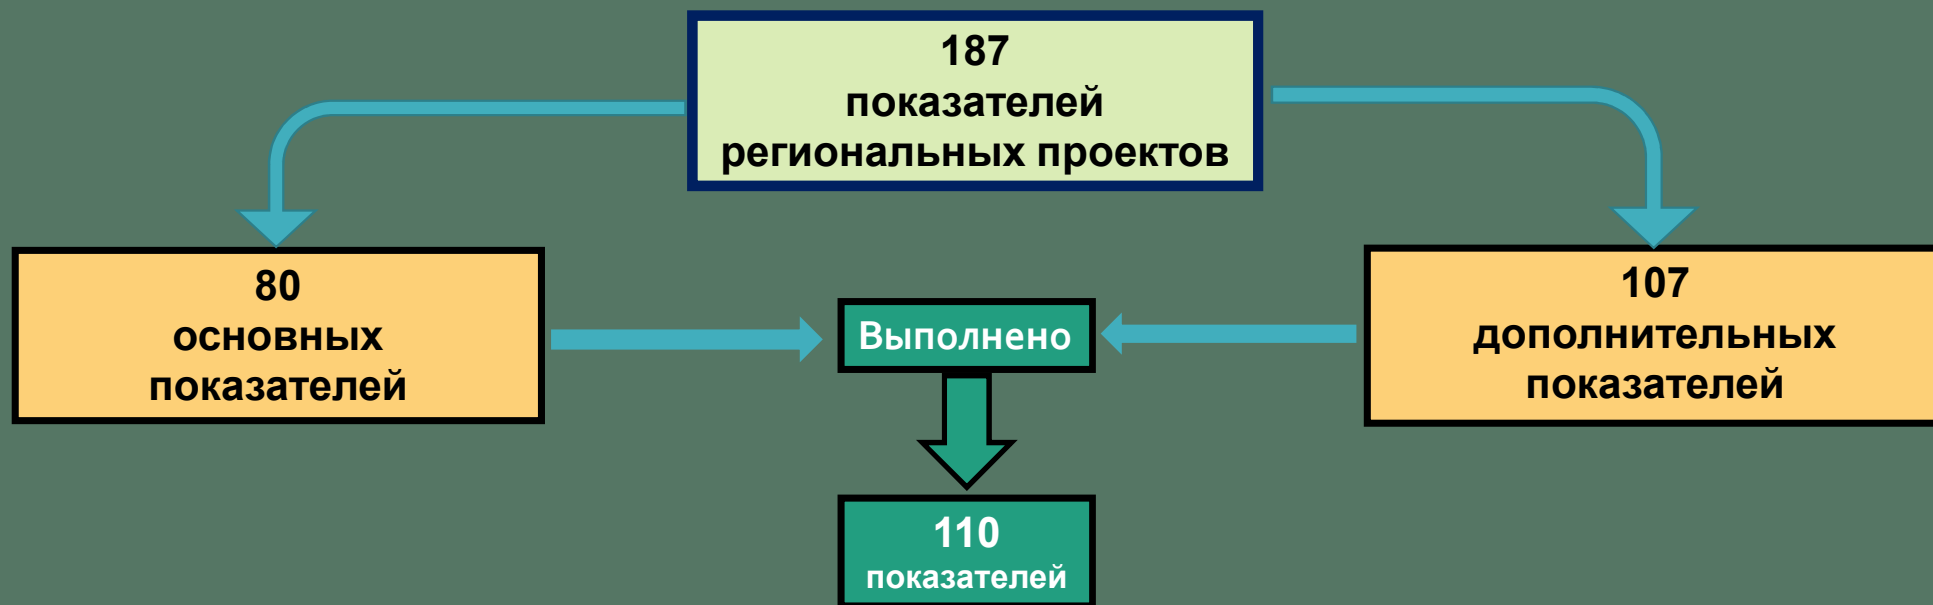 187
показателей
региональных проектов
80
основных
показателей
Выполнено
107
дополнительных
показателей
110
показателей